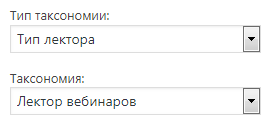 Тип таксономии:
Тип лектора
Таксономия:
Лектор вебинаров